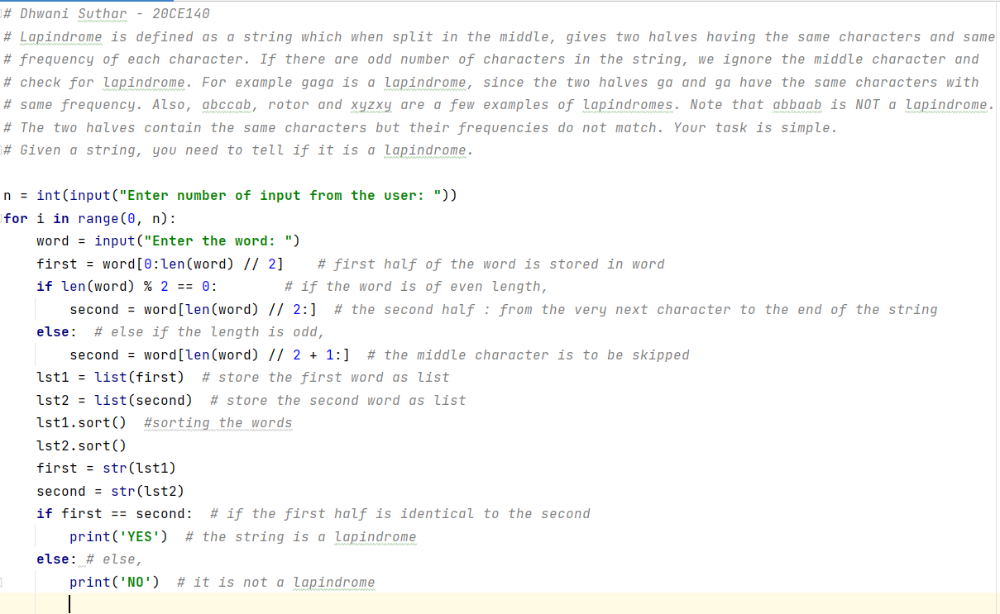 # Dhwani Suthar - 20CE140
# Lapindrome is defined as a string which when split in the middle, gives two halves having the same characters and same
# frequency of each character. If there are odd number of characters in the string, we ignore the middle character and
# check for lapindrome. For example gaga is a lapindrome, since the two halves ga and ga have the same characters with
# same frequency. Also, abccab, rotor and xyzxy are a few examples of lapindromes. Note that abbaab is NOT a lapindrome.
# The two halves contain the same characters but their frequencies do not match. Your task is simple.
# Given a string, you need to tell if it is a lapindrome.

n = int(input("Enter number of input from the user: "))
for i in range(0, n):
    word = input("Enter the word: ")
    first = word[0:len(word) // 2]    # first half of the word is stored in word
    if len(word) % 2 == 0:        # if the word is of even length,
        second = word[len(word) // 2:]  # the second half : from the very next character to the end of the string
    else:  # else if the length is odd,
        second = word[len(word) // 2 + 1:]  # the middle character is to be skipped
    lst1 = list(first)  # store the first word as list
    lst2 = list(second)  # store the second word as list
    lst1.sort()  #sorting the words
    lst2.sort()
    first = str(lst1)
    second = str(lst2)
    if first == second:  # if the first half is identical to the second
        print('YES')  # the string is a lapindrome
    else: # else,
        print('NO')  # it is not a lapindrome